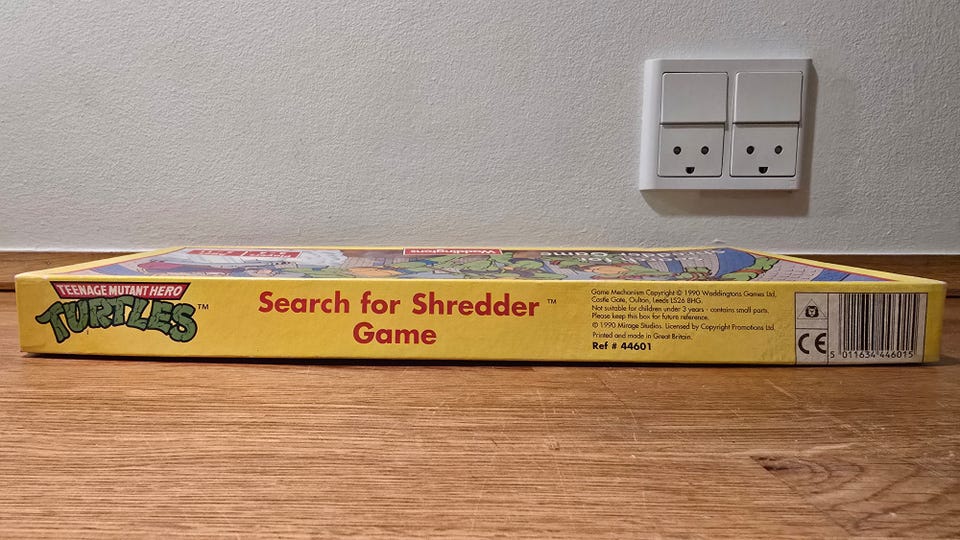 Waddingtons
TEENAGE MUTANT HERO
TURTLES™
Search for Shredder ™
Game
Game Mechanism Copyright © 1990 Waddingtons Games Ltd,
Castle Gate, Oulton, Leeds LS26 8HG.
Not suitable for children under 3 years - contains small parts.
Please keep this box for future reference.
© 1990 Mirage Studios. Licensed by Copyright Promotions Ltd.
Printed and made in Great Britain.
Ref # 44601
CE
5 011634 446015